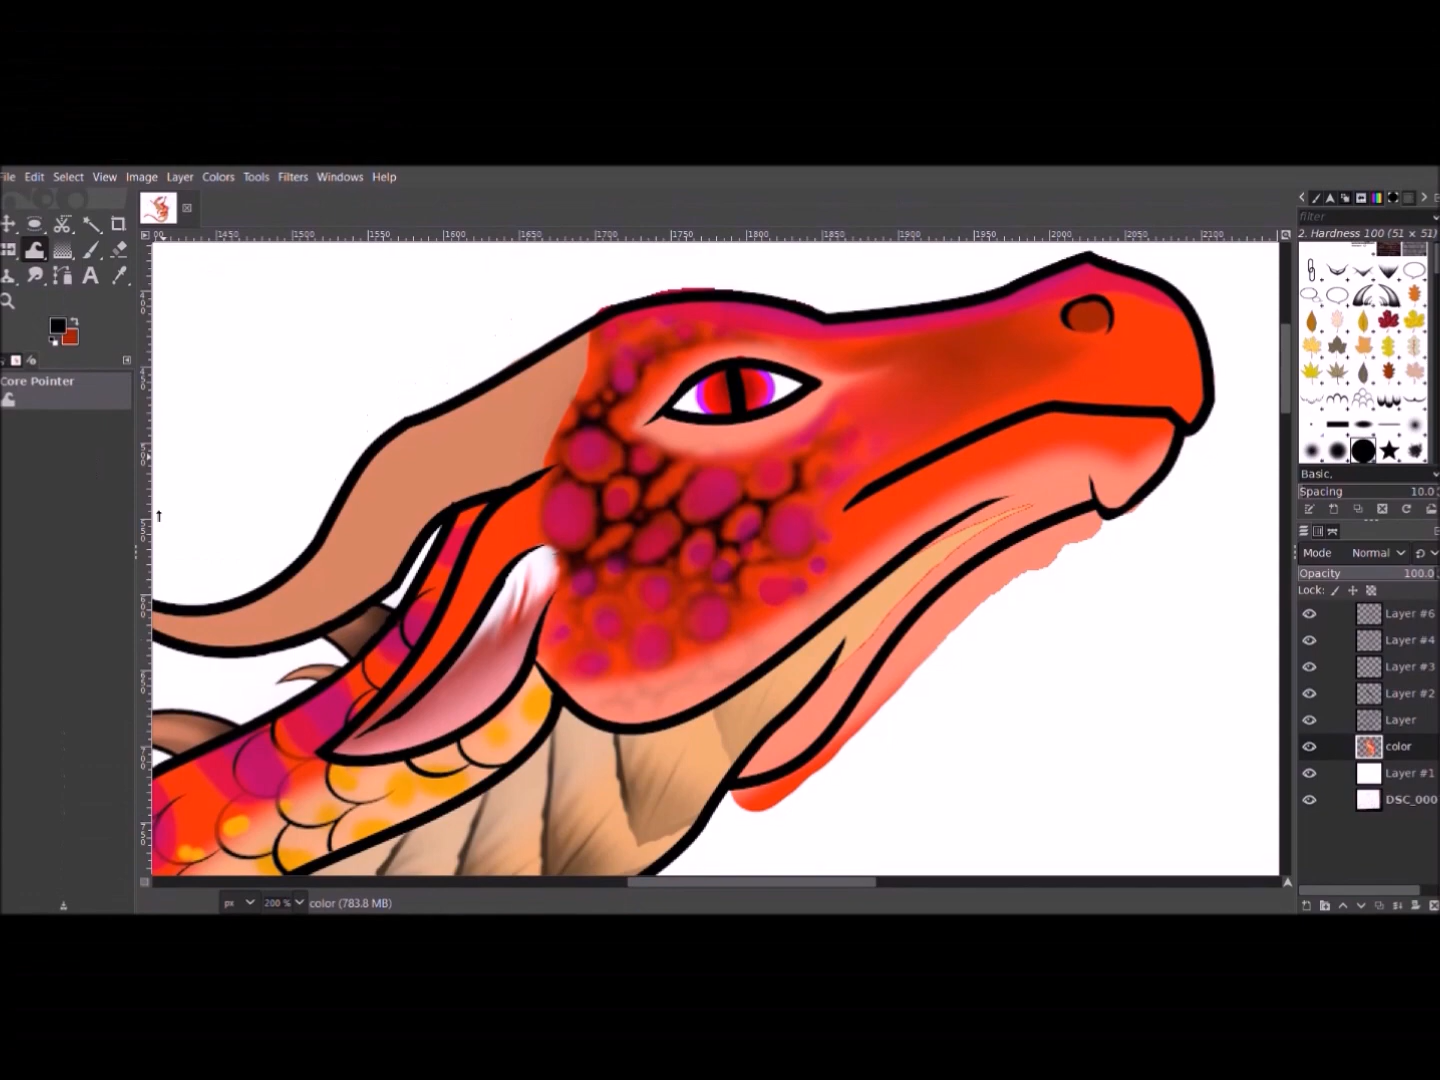 File Edit Select View Image Layer Colors Tools Filters Windows Help
filter
2. Hardness 100 (51 × 51)
1450 1500 1550 1600 1650 1700 1750 1800 1850 1900 1950 2000 2050 2100
Core Pointer
Basic,
Spacing 10.0
Mode Normal
Opacity 100.0
Lock:
Layer #6
Layer #4
Layer #3
Layer #2
Layer
color
Layer #1
DSC_000
px 200 % color (783.8 MB)